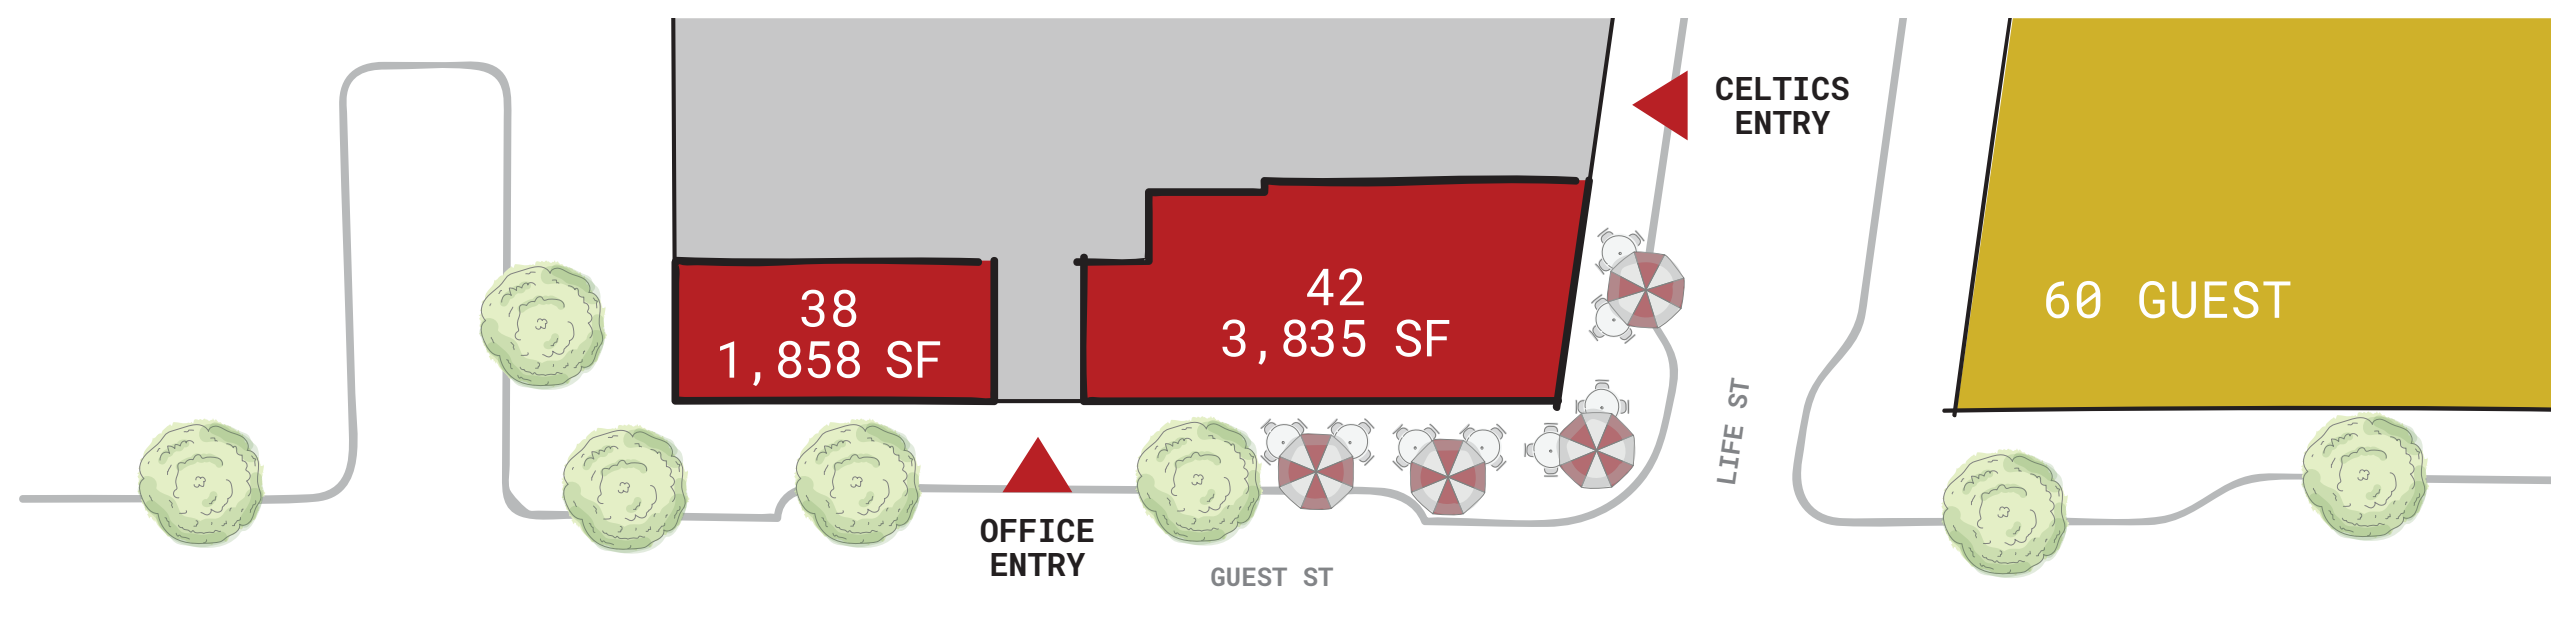 CELTICS
ENTRY
38
1,858 SF
42
3,835 SF
60 GUEST
LIFE ST
OFFICE
ENTRY
GUEST ST